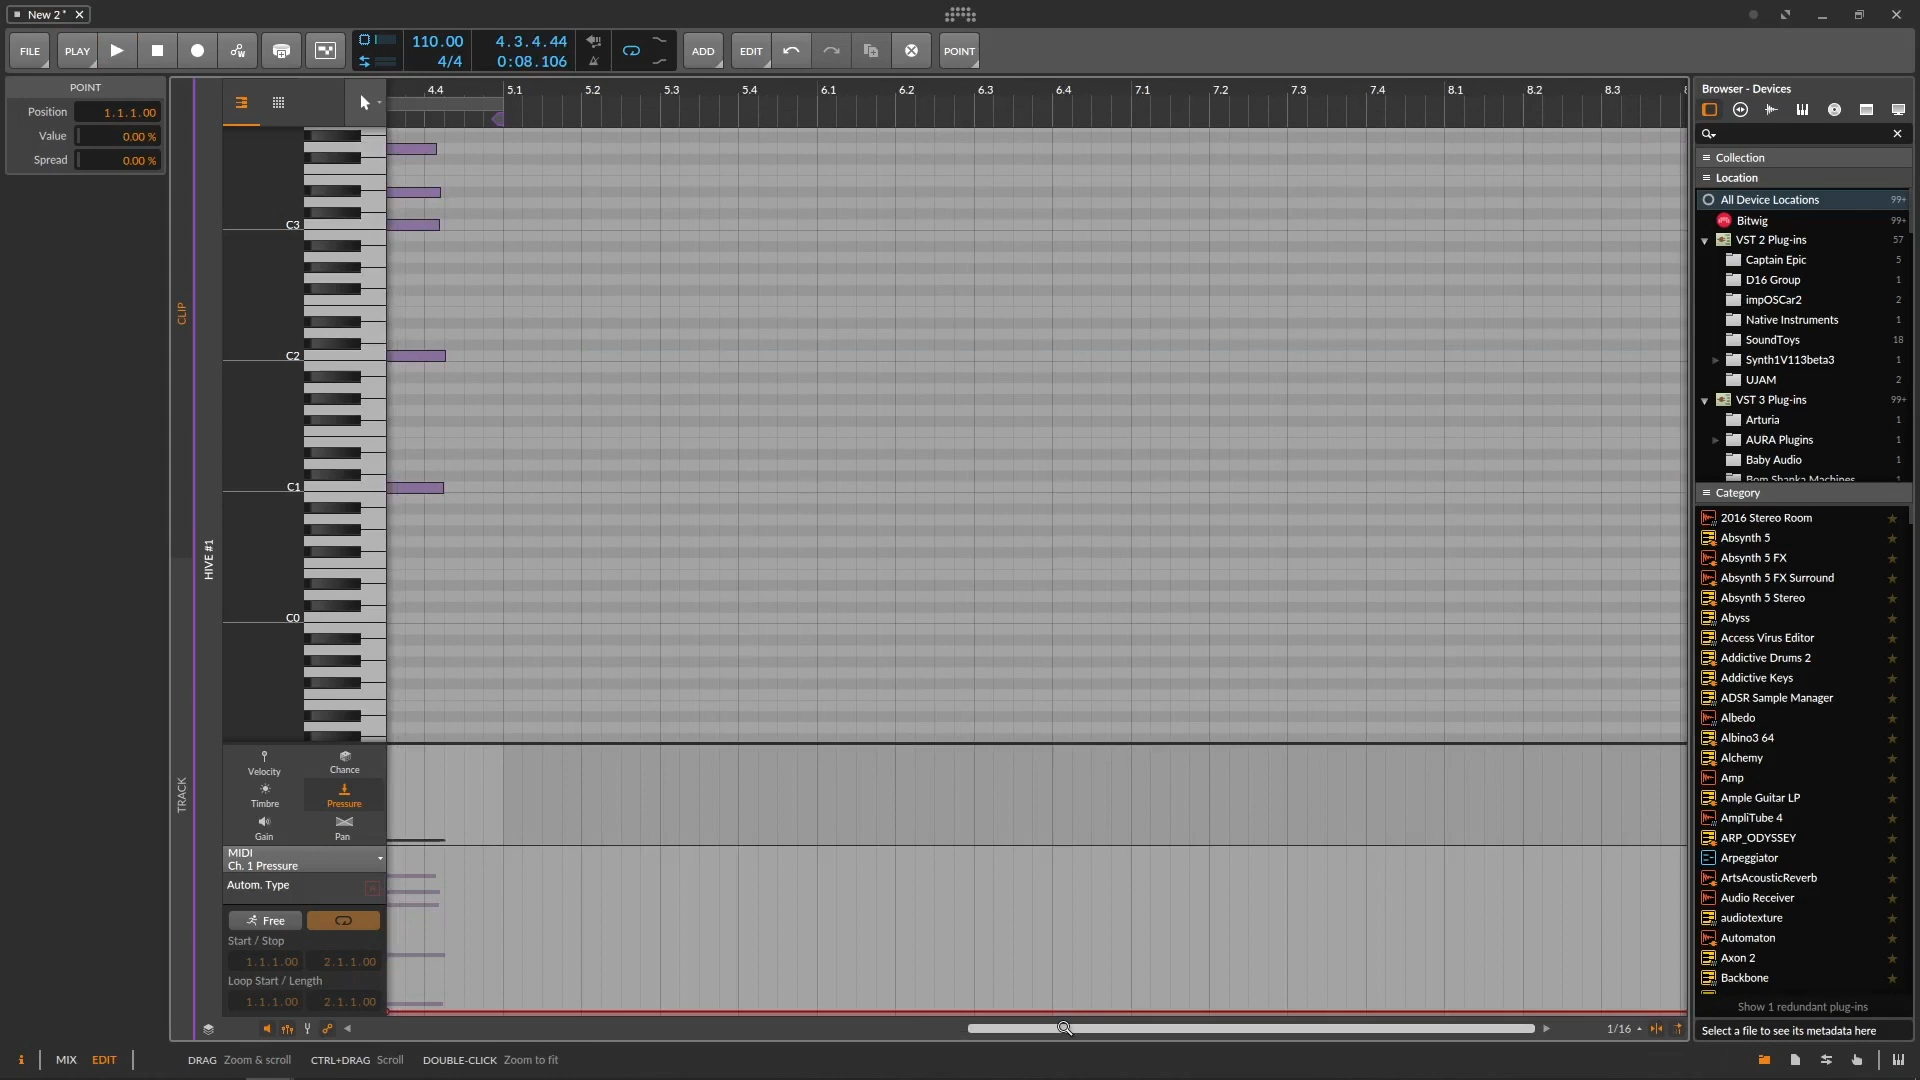 New 2*
FILE PLAY 110.00 4/4 4.3.4.44 0:08.106 ADD EDIT POINT
POINT
Position 1.1.1.00
Value 0.00 %
Spread 0.00 %
4.4 5.1 5.2 5.3 5.4 6.1 6.2 6.3 6.4 7.1 7.2 7.3 7.4 8.1 8.2 8.3
C3
C2
C1
C0
CLIP
TRACK
HIVE #1
Velocity Chance
Timbre Pressure
Gain Pan
MIDI
Ch. 1 Pressure
Autom. Type
Free
Start / Stop
1.1.1.00 2.1.1.00
Loop Start / Length
1.1.1.00 2.1.1.00
1/16
MIX EDIT
DRAG Zoom & scroll CTRL+DRAG Scroll DOUBLE-CLICK Zoom to fit
Browser - Devices
Collection
Location
All Device Locations 99+
Bitwig 99+
VST 2 Plug-ins 57
Captain Epic 5
D16 Group 1
impOSCar2 2
Native Instruments 1
SoundToys 18
Synth1V113beta3 1
UJAM 2
VST 3 Plug-ins 99+
Arturia 1
AURA Plugins 1
Baby Audio 1
Bom Shanka Machines 1
Category
2016 Stereo Room
Absynth 5
Absynth 5 FX
Absynth 5 FX Surround
Absynth 5 Stereo
Abyss
Access Virus Editor
Addictive Drums 2
Addictive Keys
ADSR Sample Manager
Albedo
Albino3 64
Alchemy
Amp
Ample Guitar LP
AmpliTube 4
ARP_ODYSSEY
Arpeggiator
ArtsAcousticReverb
Audio Receiver
audiotexture
Automaton
Axon 2
Backbone
Show 1 redundant plug-ins
Select a file to see its metadata here